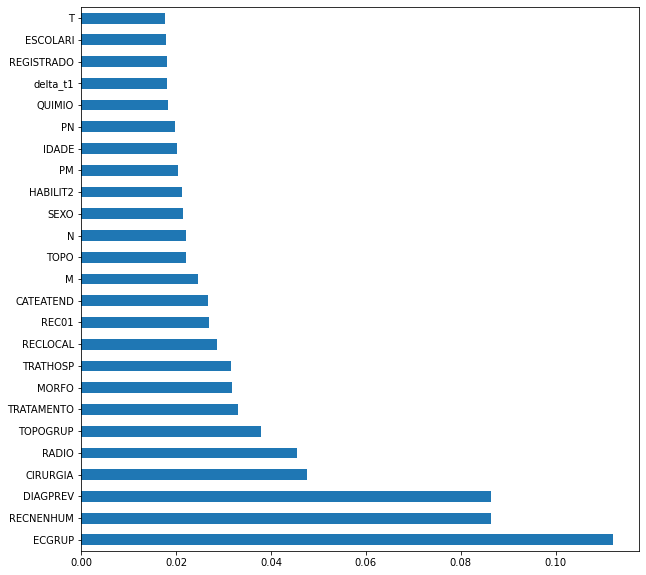 T
ESCOLARI
REGISTRADO
delta_t1
QUIMIO
PN
IDADE
PM
HABILIT2
SEXO
N
TOPO
M
CATEATEND
REC01
RECLOCAL
TRATHOSP
MORFO
TRATAMENTO
TOPOGRUP
RADIO
CIRURGIA
DIAGPREV
RECNENHUM
ECGRUP
0.00 0.02 0.04 0.06 0.08 0.10